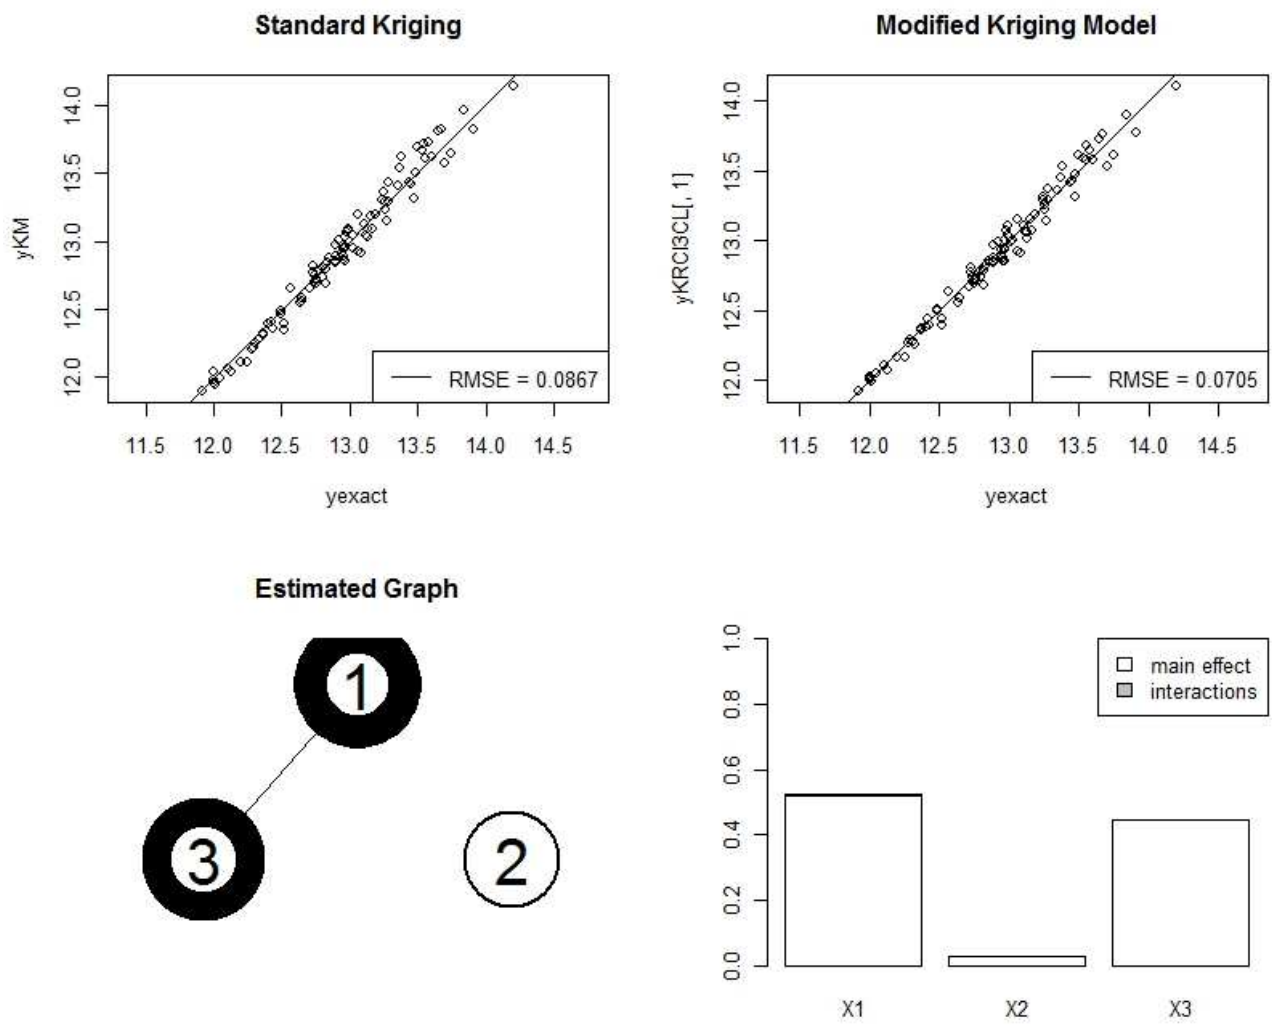 Standard Kriging
yKM
14.0
13.5
13.0
12.5
12.0
RMSE = 0.0867
11.5 12.0 12.5 13.0 13.5 14.0 14.5
yexact
Modified Kriging Model
yKRCI3CL[, 1]
14.0
13.5
13.0
12.5
12.0
RMSE = 0.0705
11.5 12.0 12.5 13.0 13.5 14.0 14.5
yexact
Estimated Graph
1
3
2
1.0
0.8
0.6
0.4
0.2
0.0
main effect
interactions
X1 X2 X3